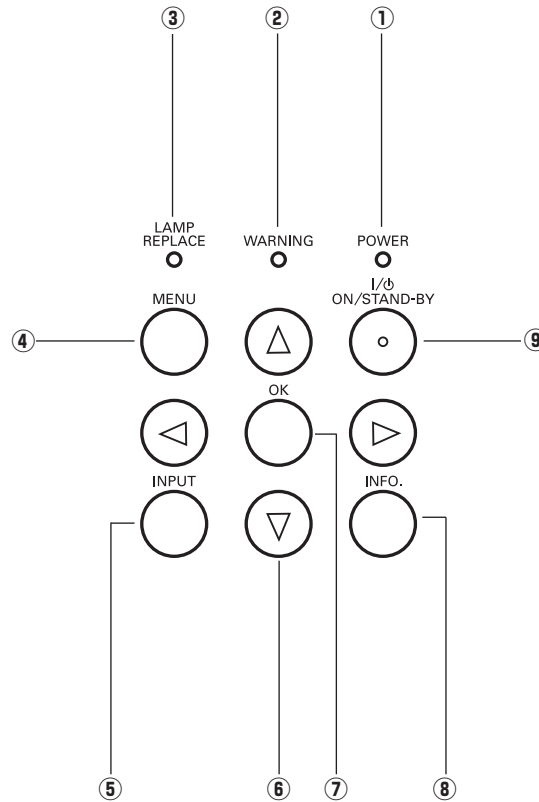 ③ ② ①
LAMP
REPLACE WARNING POWER
I/⏻
MENU ON/STAND-BY
④ ⑨
OK
INPUT INFO.
⑤ ⑥ ⑦ ⑧